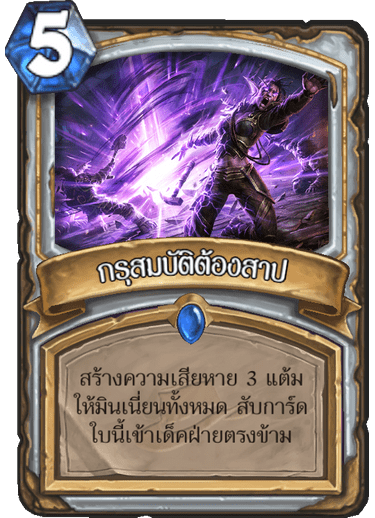 5
กรุสมบัติต้องสาป
สร้างความเสียหาย 3 แต้ม
ให้มินเนี่ยนทั้งหมด สับการ์ด
ใบนี้เข้าเด็คฝ่ายตรงข้าม